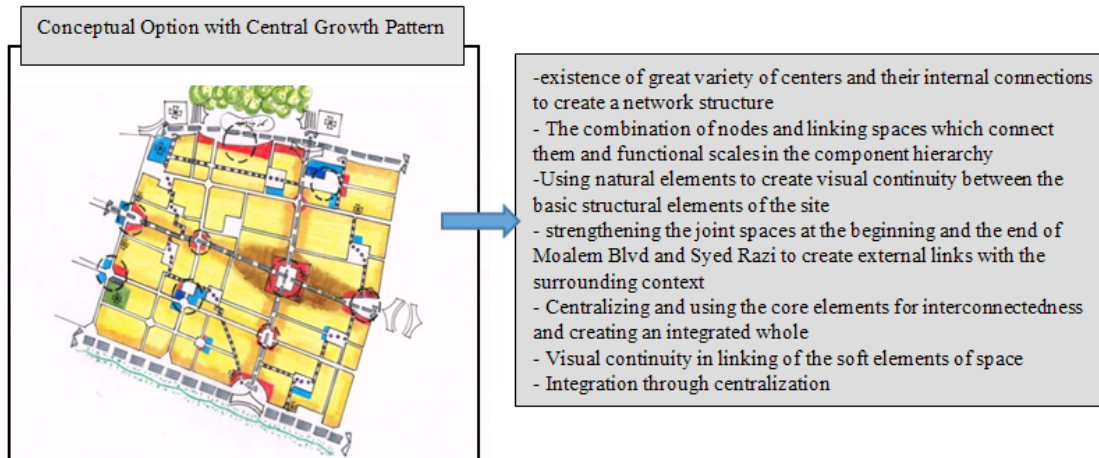 Conceptual Option with Central Growth Pattern
-existence of great variety of centers and their internal connections
to create a network structure
- The combination of nodes and linking spaces which connect
them and functional scales in the component hierarchy
-Using natural elements to create visual continuity between the
basic structural elements of the site
- strengthening the joint spaces at the beginning and the end of
Moalem Blvd and Syed Razi to create external links with the
surrounding context
- Centralizing and using the core elements for interconnectedness
and creating an integrated whole
- Visual continuity in linking of the soft elements of space
- Integration through centralization